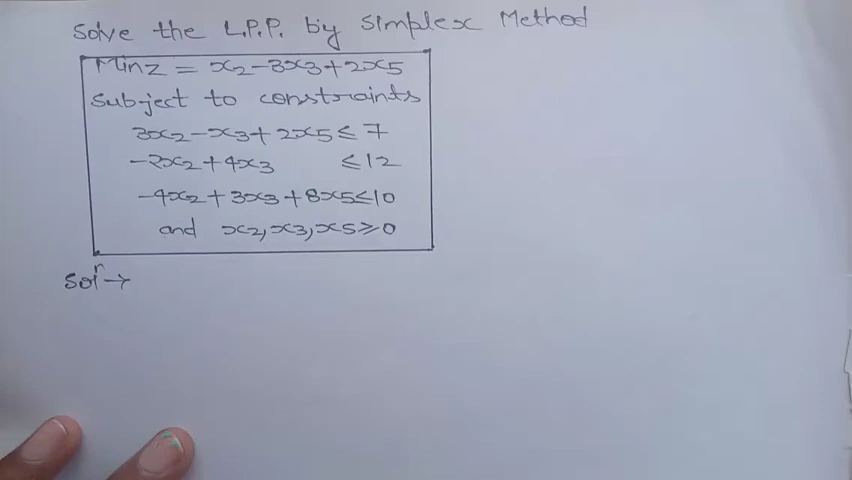 Solve the L.P.P. by simplex Method
Min z = x2 - 3x3 + 2x5
Subject to constraints
3x2 - x3 + 2x5 ≤ 7
-2x2 + 4x3 ≤ 12
-4x2 + 3x3 + 8x5 ≤ 10
and x2, x3, x5 ≥ 0
Solⁿ →